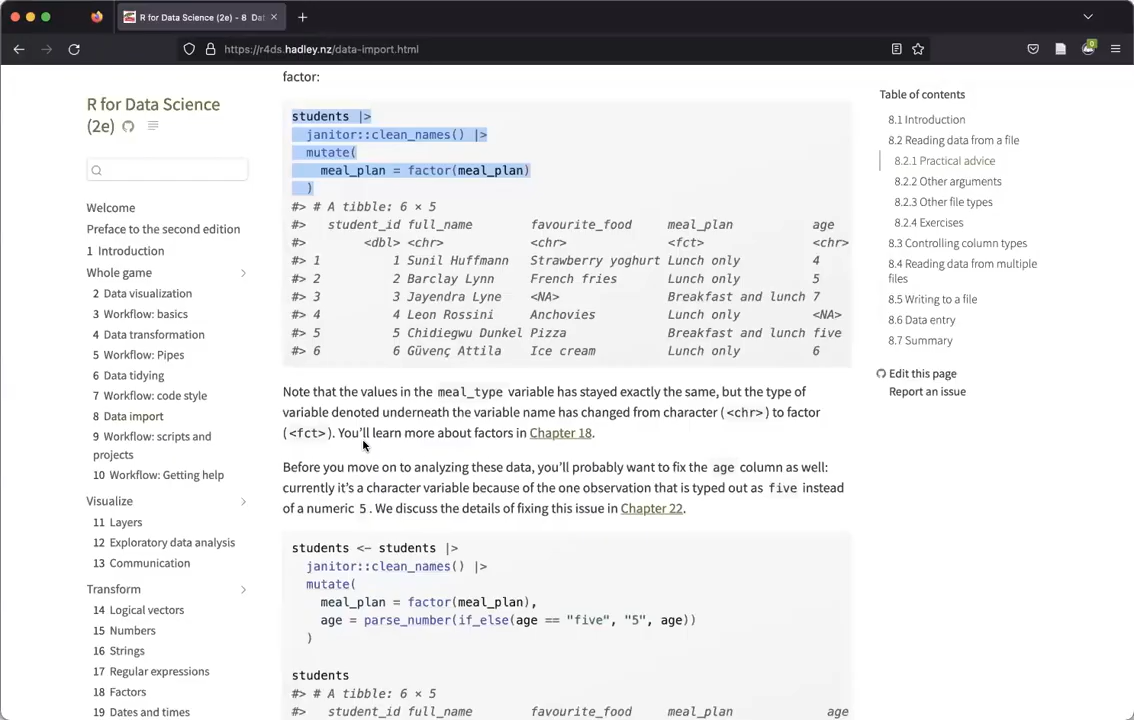 R for Data Science (2e) - 8 Dat
https://r4ds.hadley.nz/data-import.html
0
R for Data Science
(2e)
Welcome
Preface to the second edition
1 Introduction
Whole game
2 Data visualization
3 Workflow: basics
4 Data transformation
5 Workflow: Pipes
6 Data tidying
7 Workflow: code style
8 Data import
9 Workflow: scripts and
projects
10 Workflow: Getting help
Visualize
11 Layers
12 Exploratory data analysis
13 Communication
Transform
14 Logical vectors
15 Numbers
16 Strings
17 Regular expressions
18 Factors
19 Dates and times
factor:
students |>
janitor::clean_names() |>
mutate(
meal_plan = factor(meal_plan)
)
#> # A tibble: 6 × 5
#>   student_id full_name        favourite_food     meal_plan           age
#>        <dbl> <chr>            <chr>              <fct>               <chr>
#> 1          1 Sunil Huffmann   Strawberry yoghurt Lunch only          4
#> 2          2 Barclay Lynn     French fries       Lunch only          5
#> 3          3 Jayendra Lyne    <NA>               Breakfast and lunch 7
#> 4          4 Leon Rossini     Anchovies          Lunch only          <NA>
#> 5          5 Chidiegwu Dunkel Pizza              Breakfast and lunch five
#> 6          6 Güvenç Attila    Ice cream          Lunch only          6
Note that the values in the meal_type variable has stayed exactly the same, but the type of
variable denoted underneath the variable name has changed from character (<chr>) to factor
(<fct>). You’ll learn more about factors in Chapter 18.
Before you move on to analyzing these data, you’ll probably want to fix the age column as well:
currently it’s a character variable because of the one observation that is typed out as five instead
of a numeric 5. We discuss the details of fixing this issue in Chapter 22.
students <- students |>
janitor::clean_names() |>
mutate(
meal_plan = factor(meal_plan),
age = parse_number(if_else(age == "five", "5", age))
)
students
#> # A tibble: 6 × 5
#>   student_id full_name        favourite_food     meal_plan             age
Table of contents
8.1 Introduction
8.2 Reading data from a file
8.2.1 Practical advice
8.2.2 Other arguments
8.2.3 Other file types
8.2.4 Exercises
8.3 Controlling column types
8.4 Reading data from multiple
files
8.5 Writing to a file
8.6 Data entry
8.7 Summary
Edit this page
Report an issue